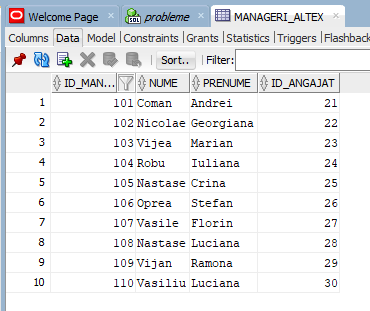 Welcome Page probleme MANAGERI_ALTEX
Columns Data Model Constraints Grants Statistics Triggers Flashback
Sort.. Filter:
ID_MAN... NUME PRENUME ID_ANGAJAT
1 101 Coman Andrei 21
2 102 Nicolae Georgiana 22
3 103 Vijea Marian 23
4 104 Robu Iuliana 24
5 105 Nastase Crina 25
6 106 Oprea Stefan 26
7 107 Vasile Florin 27
8 108 Nastase Luciana 28
9 109 Vijan Ramona 29
10 110 Vasiliu Luciana 30